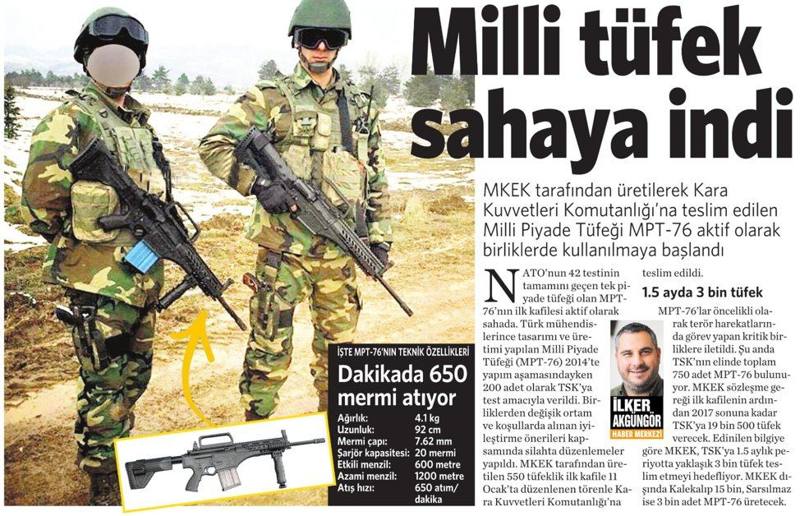 Milli tüfek
sahaya indi
MKEK tarafından üretilerek Kara
Kuvvetleri Komutanlığı'na teslim edilen
Milli Piyade Tüfeği MPT-76 aktif olarak
birliklerde kullanılmaya başlandı
NATO'nun 42 testinin
tamamını geçen tek pi-
yade tüfeği olan MPT-
76'nın ilk kafilesi aktif olarak
sahada. Türk mühendis-
lerince tasarımı ve üre-
timi yapılan Milli Piyade
Tüfeği (MPT-76) 2014'te
yapım aşamasındayken
200 adet olarak TSK'ya
test amacıyla verildi. Bir-
liklerden değişik ortam
ve koşullarda alınan iyi-
leştirme önerileri kap-
samında silahta düzenlemeler
yapıldı. MKEK tarafından üre-
tilen 550 tüfeklik ilk kafile 11
Ocak'ta düzenlenen törenle Ka-
ra Kuvvetleri Komutanlığı'na
teslim edildi.
1.5 ayda 3 bin tüfek
MPT-76'lar öncelikli ola-
rak terör harekatların-
da görev yapan kritik bir-
liklere iletildi. Şu anda
TSK'nın elinde toplam
750 adet MPT-76 bulunu-
yor. MKEK sözleşme ge-
reği ilk kafilenin ardın-
dan 2017 sonuna kadar
TSK'ya 19 bin 500 tüfek
verecek. Edinilen bilgiye
göre MKEK, TSK'ya 1.5 aylık pe-
riyotta yaklaşık 3 bin tüfek tes-
lim etmeyi hedefliyor. MKEK dı-
şında Kalekalıp 15 bin, Sarsılmaz
ise 3 bin adet MPT-76 üretecek.
İLKER
AKGÜNGÖR
HABER MERKEZİ
İŞTE MPT-76'NIN TEKNİK ÖZELLİKLERİ
Dakikada 650
mermi atıyor
Ağırlık: 4.1 kg
Uzunluk: 92 cm
Mermi çapı: 7.62 mm
Şarjör kapasitesi: 20 mermi
Etkili menzil: 600 metre
Azami menzil: 1200 metre
Atış hızı: 650 atım/
dakika